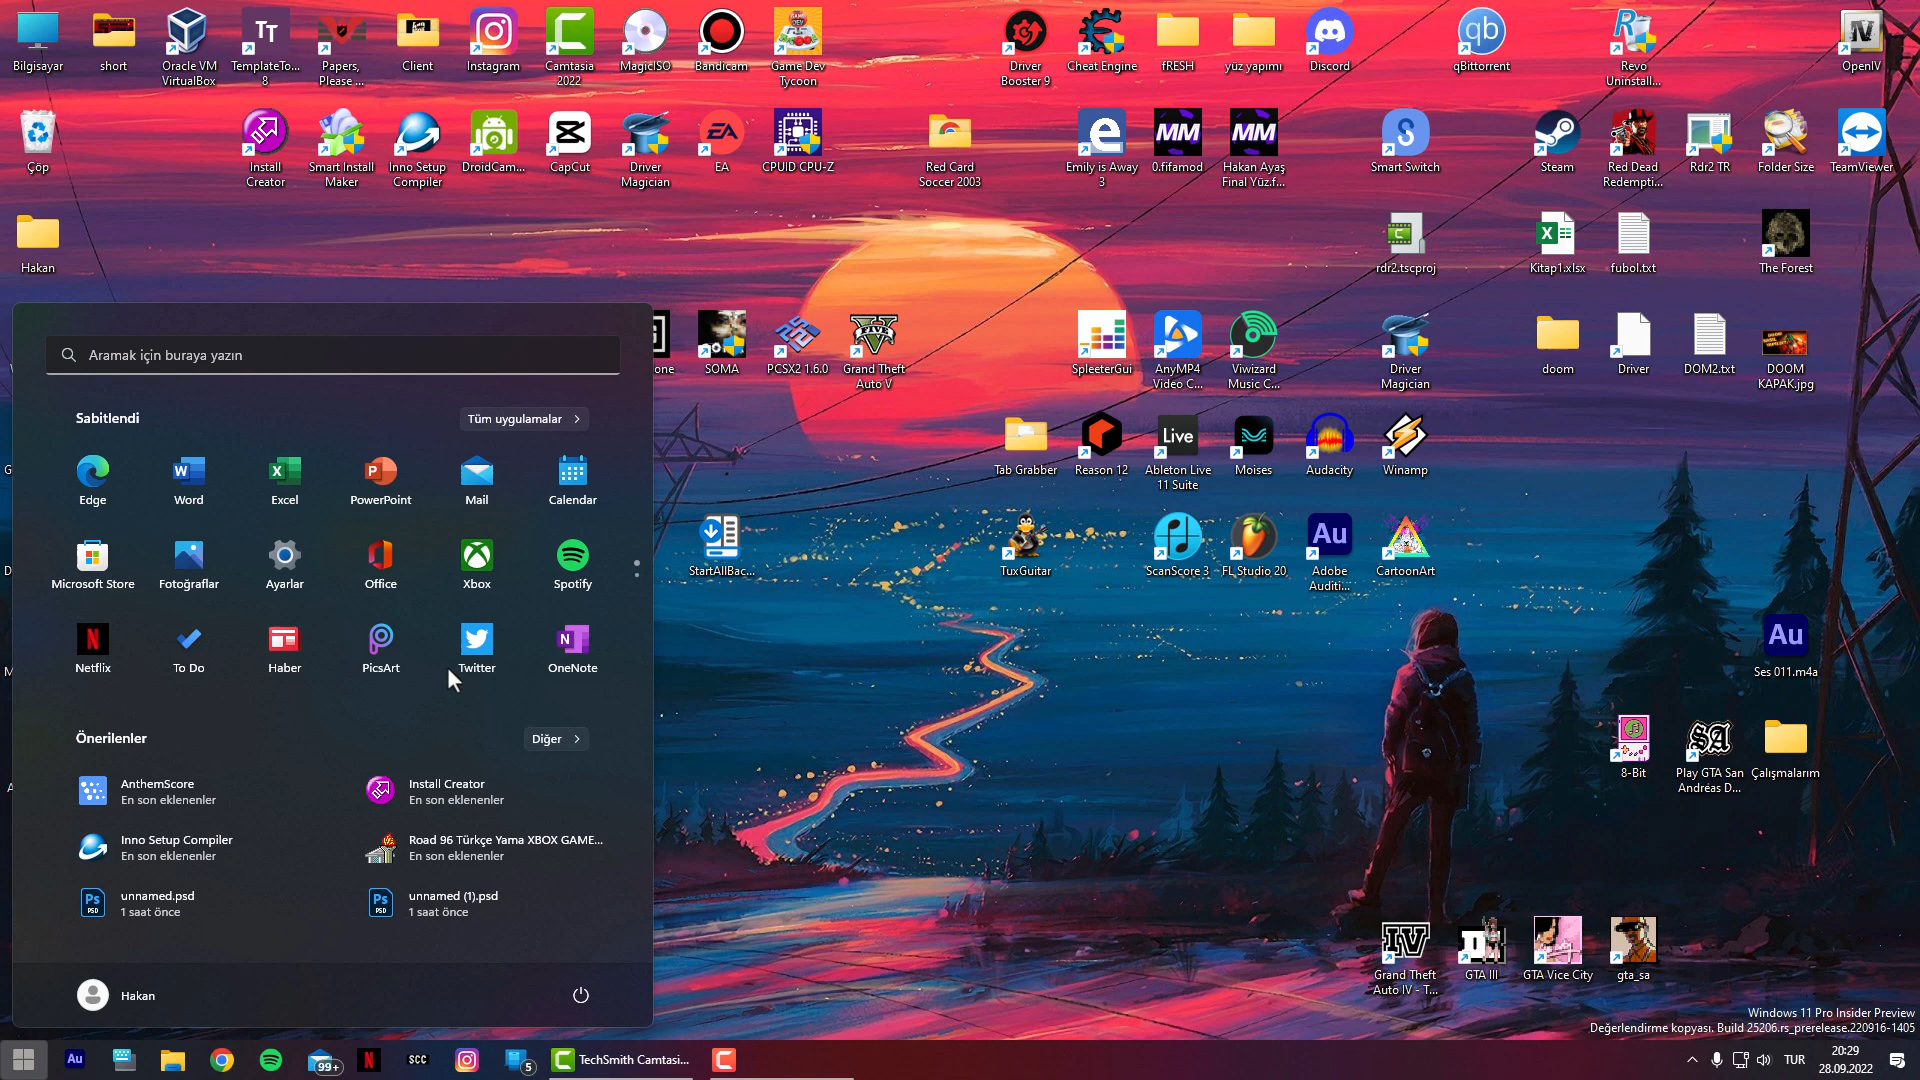 Bilgisayar
short
Oracle VM
VirtualBox
TemplateTo...
8
Papers,
Please ...
Client
Instagram
Camtasia
2022
MagicISO
Bandicam
Game Dev
Tycoon
Driver
Booster 9
Cheat Engine
fRESH
yüz yapımı
Discord
qBittorrent
Revo
Uninstall...
OpenIV
Çöp
Install
Creator
Smart Install
Maker
Inno Setup
Compiler
DroidCam...
CapCut
Driver
Magician
EA
CPUID CPU-Z
Red Card
Soccer 2003
Emily is Away
3
0.fifamod
Hakan Ayaş
Final Yüz.f...
Smart Switch
Steam
Red Dead
Redempti...
Rdr2 TR
Folder Size
TeamViewer
Hakan
rdr2.tscproj
Kitap1.xlsx
fubol.txt
The Forest
one
SOMA
PCSX2 1.6.0
Grand Theft
Auto V
SpleeterGui
AnyMP4
Video C...
Viwizard
Music C...
Driver
Magician
doom
Driver
DOM2.txt
DOOM
KAPAK.jpg
Tab Grabber
Reason 12
Ableton Live
11 Suite
Moises
Audacity
Winamp
StartAllBac...
TuxGuitar
ScanScore 3
FL Studio 20
Adobe
Auditi...
CartoonArt
Ses 011.m4a
8-Bit
Play GTA San
Andreas D...
Çalışmalarım
Grand Theft
Auto IV - T...
GTA III
GTA Vice City
gta_sa
Aramak için buraya yazın
Sabitlendi
Tüm uygulamalar
Edge
Word
Excel
PowerPoint
Mail
Calendar
Microsoft Store
Fotoğraflar
Ayarlar
Office
Xbox
Spotify
Netflix
To Do
Haber
PicsArt
Twitter
OneNote
Önerilenler
Diğer
AnthemScore
En son eklenenler
Install Creator
En son eklenenler
Inno Setup Compiler
En son eklenenler
Road 96 Türkçe Yama XBOX GAME...
En son eklenenler
unnamed.psd
1 saat önce
unnamed (1).psd
1 saat önce
Hakan
Windows 11 Pro Insider Preview
Değerlendirme kopyası. Build 25206.rs_prerelease.220916-1405
Au
99+
SCC
5
TechSmith Camtasi...
TUR
20:29
28.09.2022